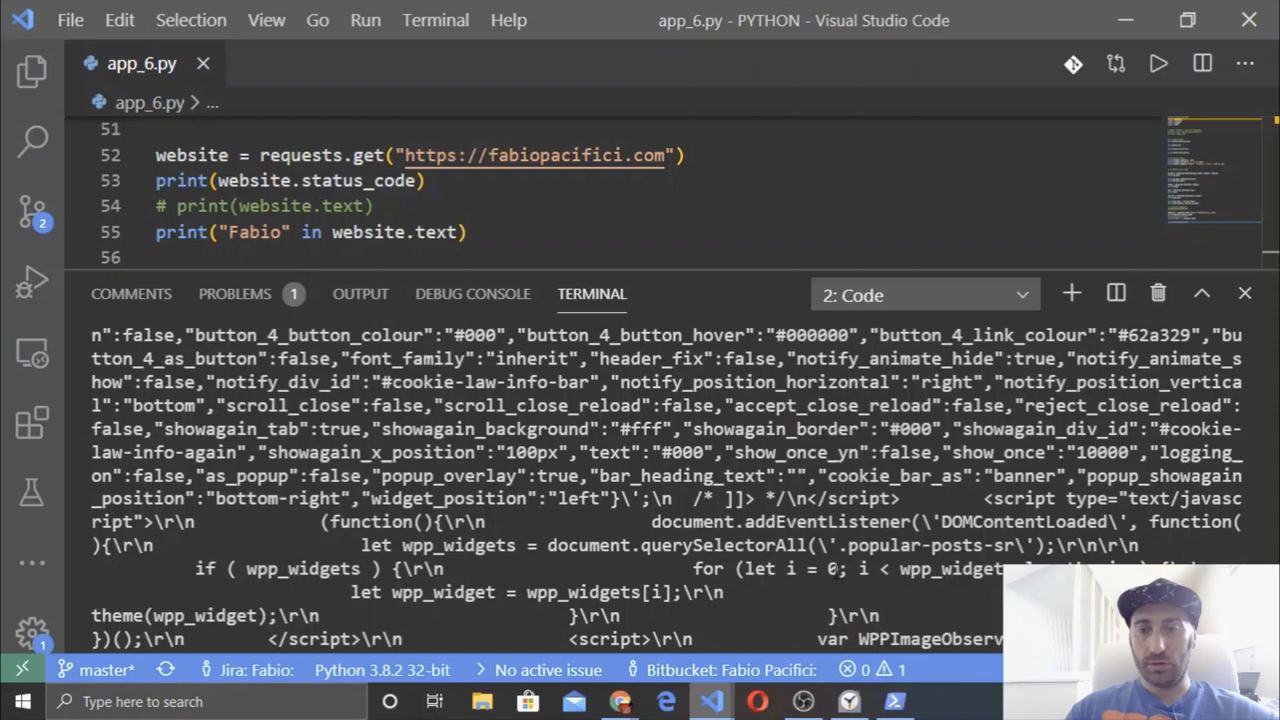 File Edit Selection View Go Run Terminal Help app_6.py - PYTHON - Visual Studio Code
app_6.py
app_6.py > ...
51
52 website = requests.get("https://fabiopacifici.com")
53 print(website.status_code)
54 # print(website.text)
55 print("Fabio" in website.text)
56
COMMENTS PROBLEMS 1 OUTPUT DEBUG CONSOLE TERMINAL 2: Code
n":false,"button_4_button_colour":"#000","button_4_button_hover":"#000000","button_4_link_colour":"#62a329","bu
tton_4_as_button":false,"font_family":"inherit","header_fix":false,"notify_animate_hide":true,"notify_animate_s
how":false,"notify_div_id":"#cookie-law-info-bar","notify_position_horizontal":"right","notify_position_vertica
l":"bottom","scroll_close":false,"scroll_close_reload":false,"accept_close_reload":false,"reject_close_reload":
false,"showagain_tab":true,"showagain_background":"#fff","showagain_border":"#000","showagain_div_id":"#cookie-
law-info-again","showagain_x_position":"100px","text":"#000","show_once_yn":false,"show_once":"10000","logging_
on":false,"as_popup":false,"popup_overlay":true,"bar_heading_text":"","cookie_bar_as":"banner","popup_showagain
_position":"bottom-right","widget_position":"left"}\';\n /* ]]> */\n</script> <script type="text/javasc
ript">\r\n (function(){\r\n document.addEventListener(\'DOMContentLoaded\', function(
){\r\n let wpp_widgets = document.querySelectorAll(\'.popular-posts-sr\');\r\n\r\n
if ( wpp_widgets ) {\r\n for (let i = 0; i < wpp_widget
let wpp_widget = wpp_widgets[i];\r\n
theme(wpp_widget);\r\n }\r\n }\r\n
})();\r\n </script>\r\n <script>\r\n var WPPImageObserv
2
1
master* Jira: Fabio: Python 3.8.2 32-bit No active issue Bitbucket: Fabio Pacifici: 0 1
Type here to search